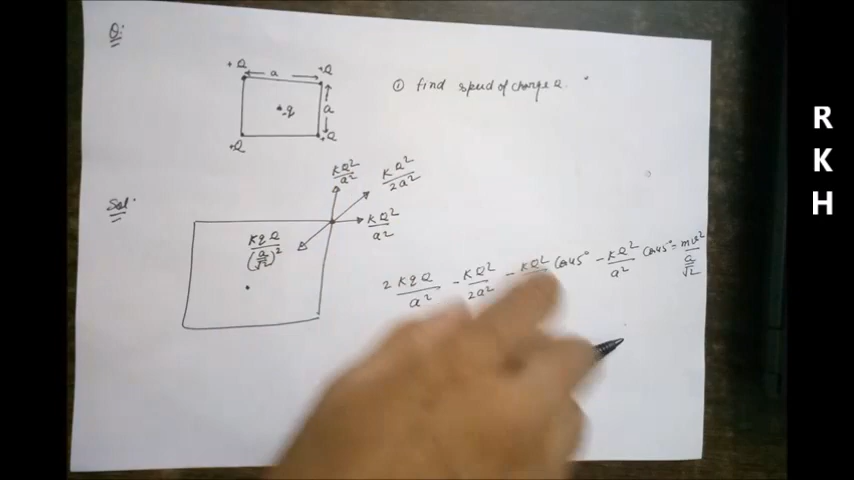 Q:
+Q a +Q
① find speed of charge Q.
-q a
+Q +Q
Sol:
KQ²/a² KQ²/2a²
KQ²/a²
KqQ/(a/√2)²
2KqQ/a² - KQ²/2a² - KQ² Cos45° - KQ²/a² Cos45° = mv²/(a/√2)
R
K
H